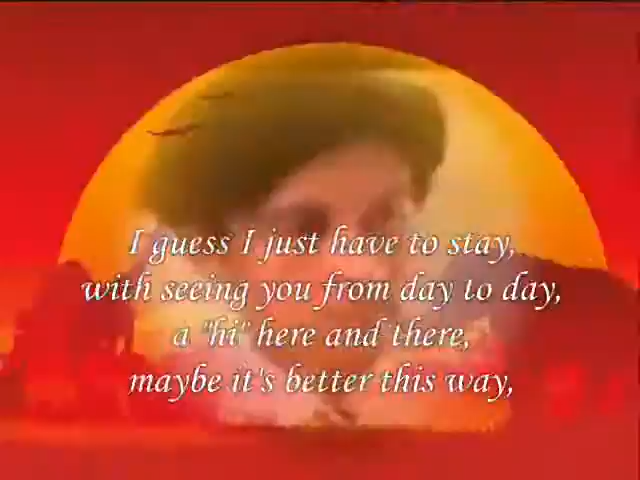 I guess I just have to stay,
with seeing you from day to day,
a "hi" here and there,
maybe it's better this way,